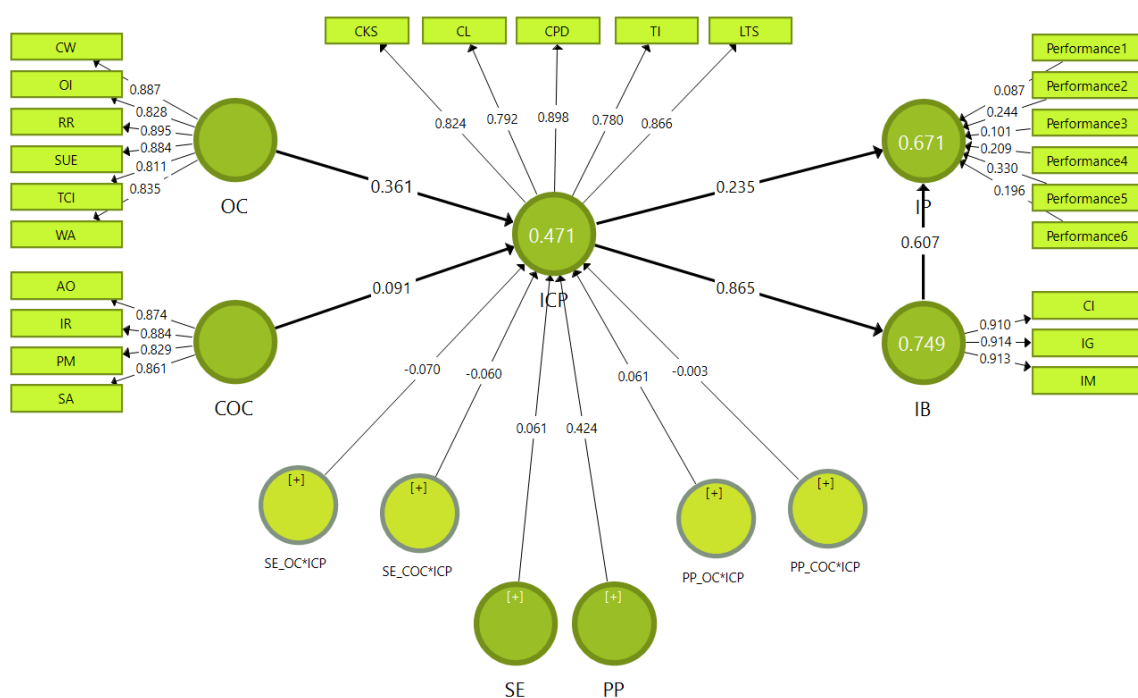 CKS
CL
CPD
TI
LTS
CW
OI
RR
SUE
TCI
WA
0.887
0.828
0.895
0.884
0.811
0.835
OC
AO
IR
PM
SA
0.874
0.884
0.829
0.861
COC
0.824
0.792
0.898
0.780
0.866
0.361
0.091
0.471
ICP
0.235
0.865
0.671
IP
0.607
0.749
IB
Performance1
Performance2
Performance3
Performance4
Performance5
Performance6
0.087
0.244
0.101
0.209
0.330
0.196
0.910
0.914
0.913
CI
IG
IM
-0.070
-0.060
0.061
0.424
0.061
-0.003
[+]
SE_OC*ICP
[+]
SE_COC*ICP
[+]
SE
[+]
PP
[+]
PP_OC*ICP
[+]
PP_COC*ICP